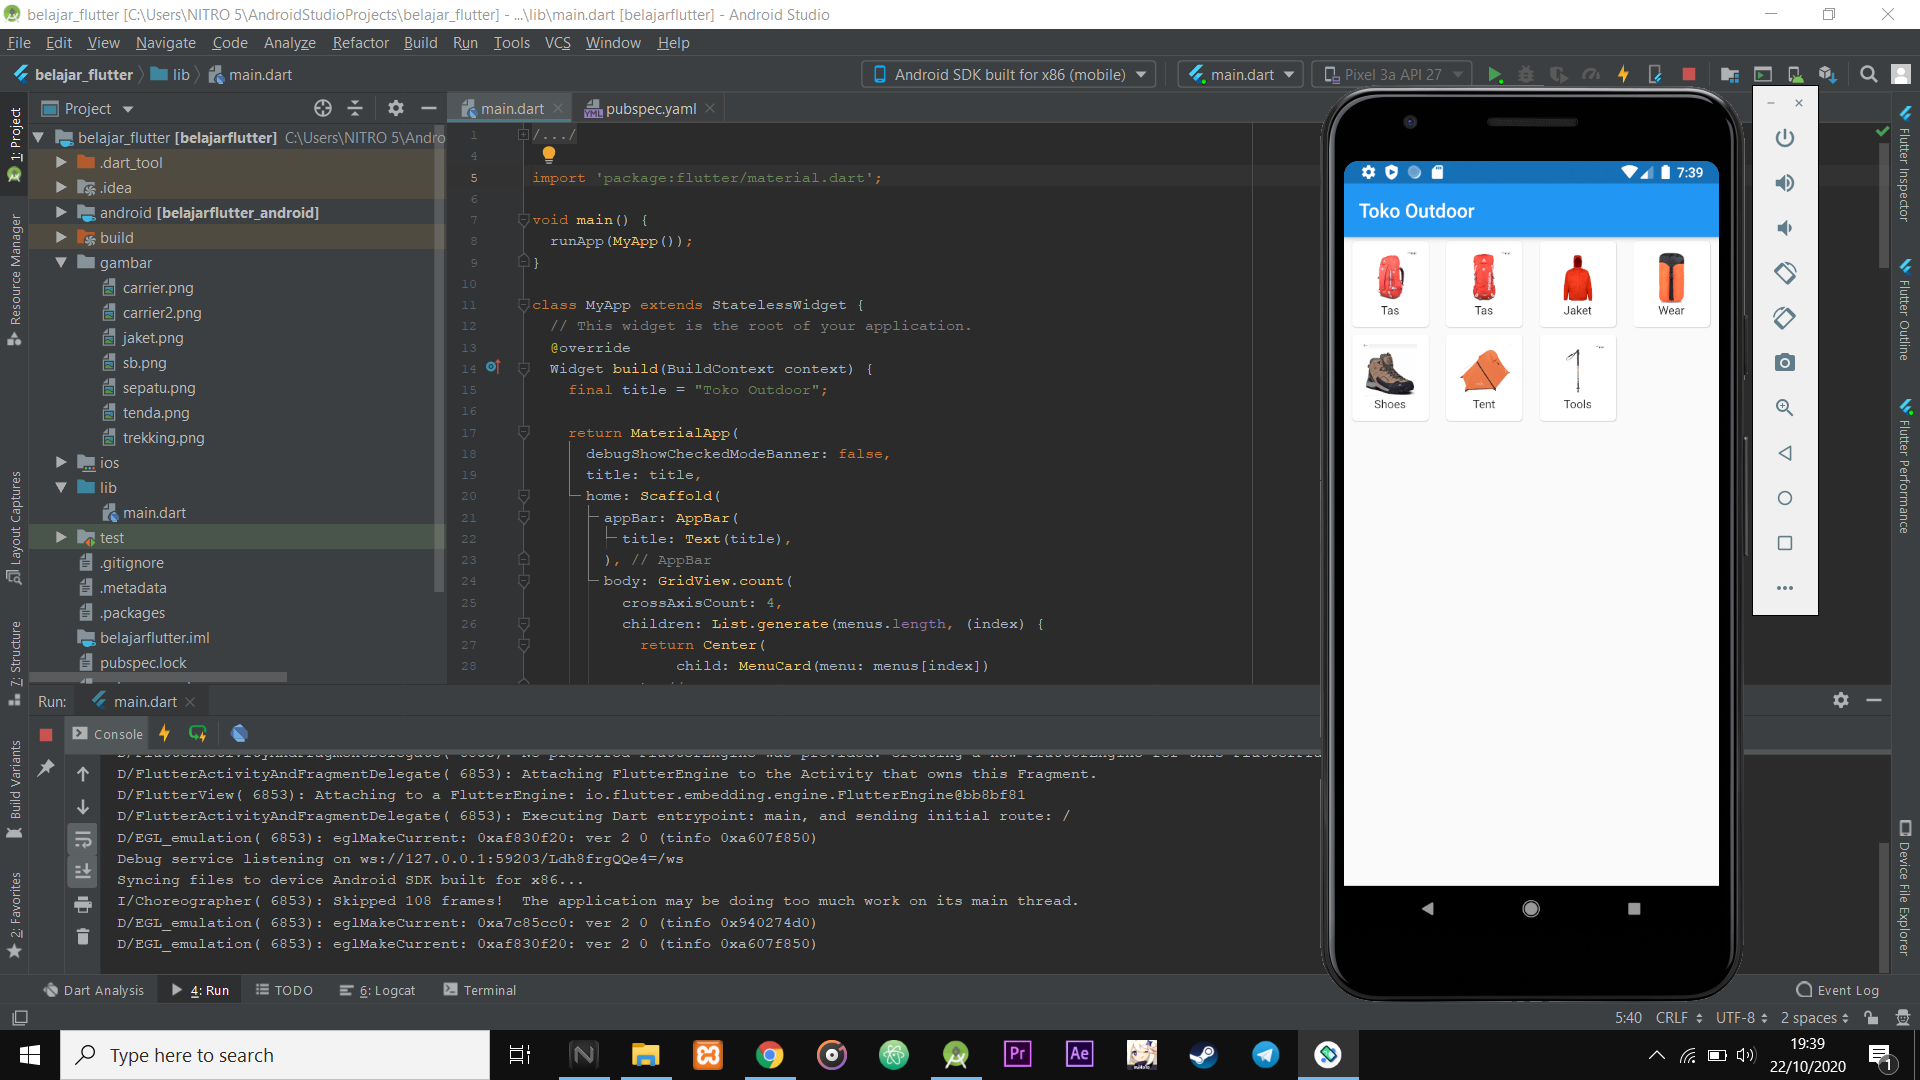 belajar_flutter [C:\Users\NITRO 5\AndroidStudioProjects\belajar_flutter] - ...\lib\main.dart [belajarflutter] - Android Studio
File Edit View Navigate Code Analyze Refactor Build Run Tools VCS Window Help
belajar_flutter lib main.dart Android SDK built for x86 (mobile) main.dart Pixel 3a API 27
Project main.dart pubspec.yaml
belajar_flutter [belajarflutter] C:\Users\NITRO 5\Andro
.dart_tool
.idea
android [belajarflutter_android]
build
gambar
carrier.png
carrier2.png
jaket.png
sb.png
sepatu.png
tenda.png
trekking.png
ios
lib
main.dart
test
.gitignore
.metadata
.packages
belajarflutter.iml
pubspec.lock
1: Project
Resource Manager
Layout Captures
7: Structure
Build Variants
2: Favorites
1 /.../
4
5 import 'package:flutter/material.dart';
6
7 void main() {
8 runApp(MyApp());
9 }
10
11 class MyApp extends StatelessWidget {
12 // This widget is the root of your application.
13 @override
14 Widget build(BuildContext context) {
15 final title = "Toko Outdoor";
16
17 return MaterialApp(
18 debugShowCheckedModeBanner: false,
19 title: title,
20 home: Scaffold(
21 appBar: AppBar(
22 title: Text(title),
23 ), // AppBar
24 body: GridView.count(
25 crossAxisCount: 4,
26 children: List.generate(menus.length, (index) {
27 return Center(
28 child: MenuCard(menu: menus[index])
7:39
Toko Outdoor
Tas Tas Jaket Wear
Shoes Tent Tools
Flutter Inspector
Flutter Outline
Flutter Performance
Device File Explorer
Run: main.dart
Console
D/FlutterActivityAndFragmentDelegate( 6853): No preferred FlutterEngine was provided. Creating a new FlutterEngine for this FlutterFra
D/FlutterActivityAndFragmentDelegate( 6853): Attaching FlutterEngine to the Activity that owns this Fragment.
D/FlutterView( 6853): Attaching to a FlutterEngine: io.flutter.embedding.engine.FlutterEngine@bb8bf81
D/FlutterActivityAndFragmentDelegate( 6853): Executing Dart entrypoint: main, and sending initial route: /
D/EGL_emulation( 6853): eglMakeCurrent: 0xaf830f20: ver 2 0 (tinfo 0xa607f850)
Debug service listening on ws://127.0.0.1:59203/Ldh8frgQQe4=/ws
Syncing files to device Android SDK built for x86...
I/Choreographer( 6853): Skipped 108 frames!  The application may be doing too much work on its main thread.
D/EGL_emulation( 6853): eglMakeCurrent: 0xa7c85cc0: ver 2 0 (tinfo 0x940274d0)
D/EGL_emulation( 6853): eglMakeCurrent: 0xaf830f20: ver 2 0 (tinfo 0xa607f850)
Dart Analysis 4: Run TODO 6: Logcat Terminal Event Log
5:40 CRLF UTF-8 2 spaces
Type here to search
N Pr Ae
19:39
22/10/2020
1